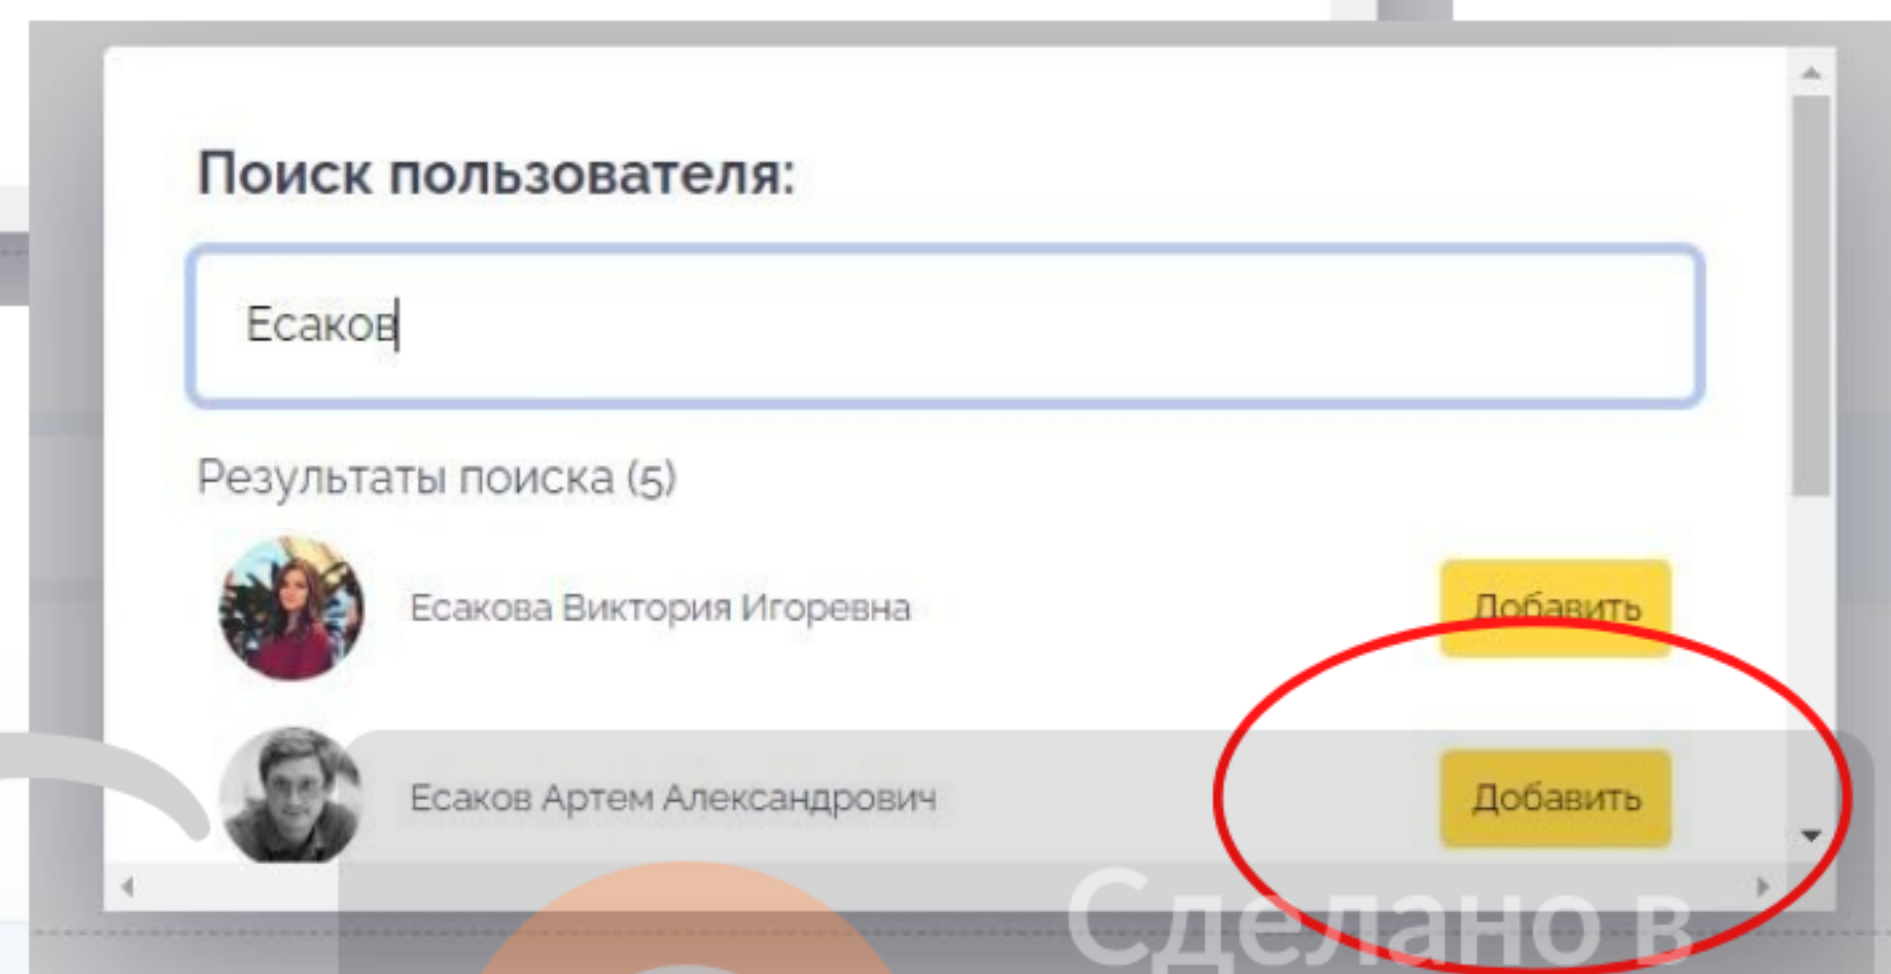 Поиск пользователя:
Есаков
Результаты поиска (5)
Есакова Виктория Игоревна
Добавить
Есаков Артем Александрович
Добавить
Сделано в